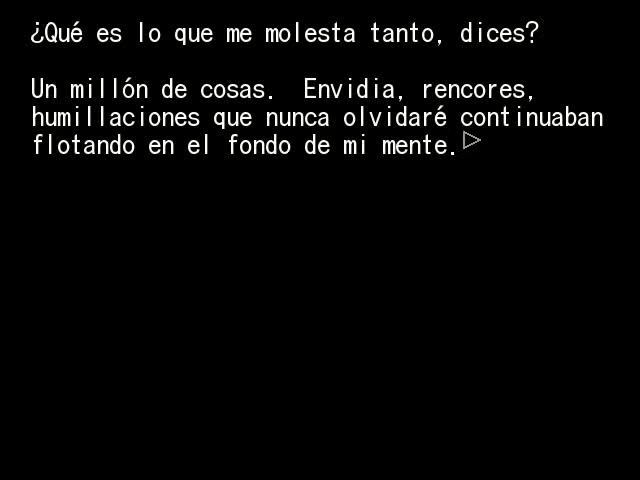 ¿Qué es lo que me molesta tanto, dices?
Un millón de cosas.  Envidia, rencores,
humillaciones que nunca olvidaré continuaban
flotando en el fondo de mi mente.